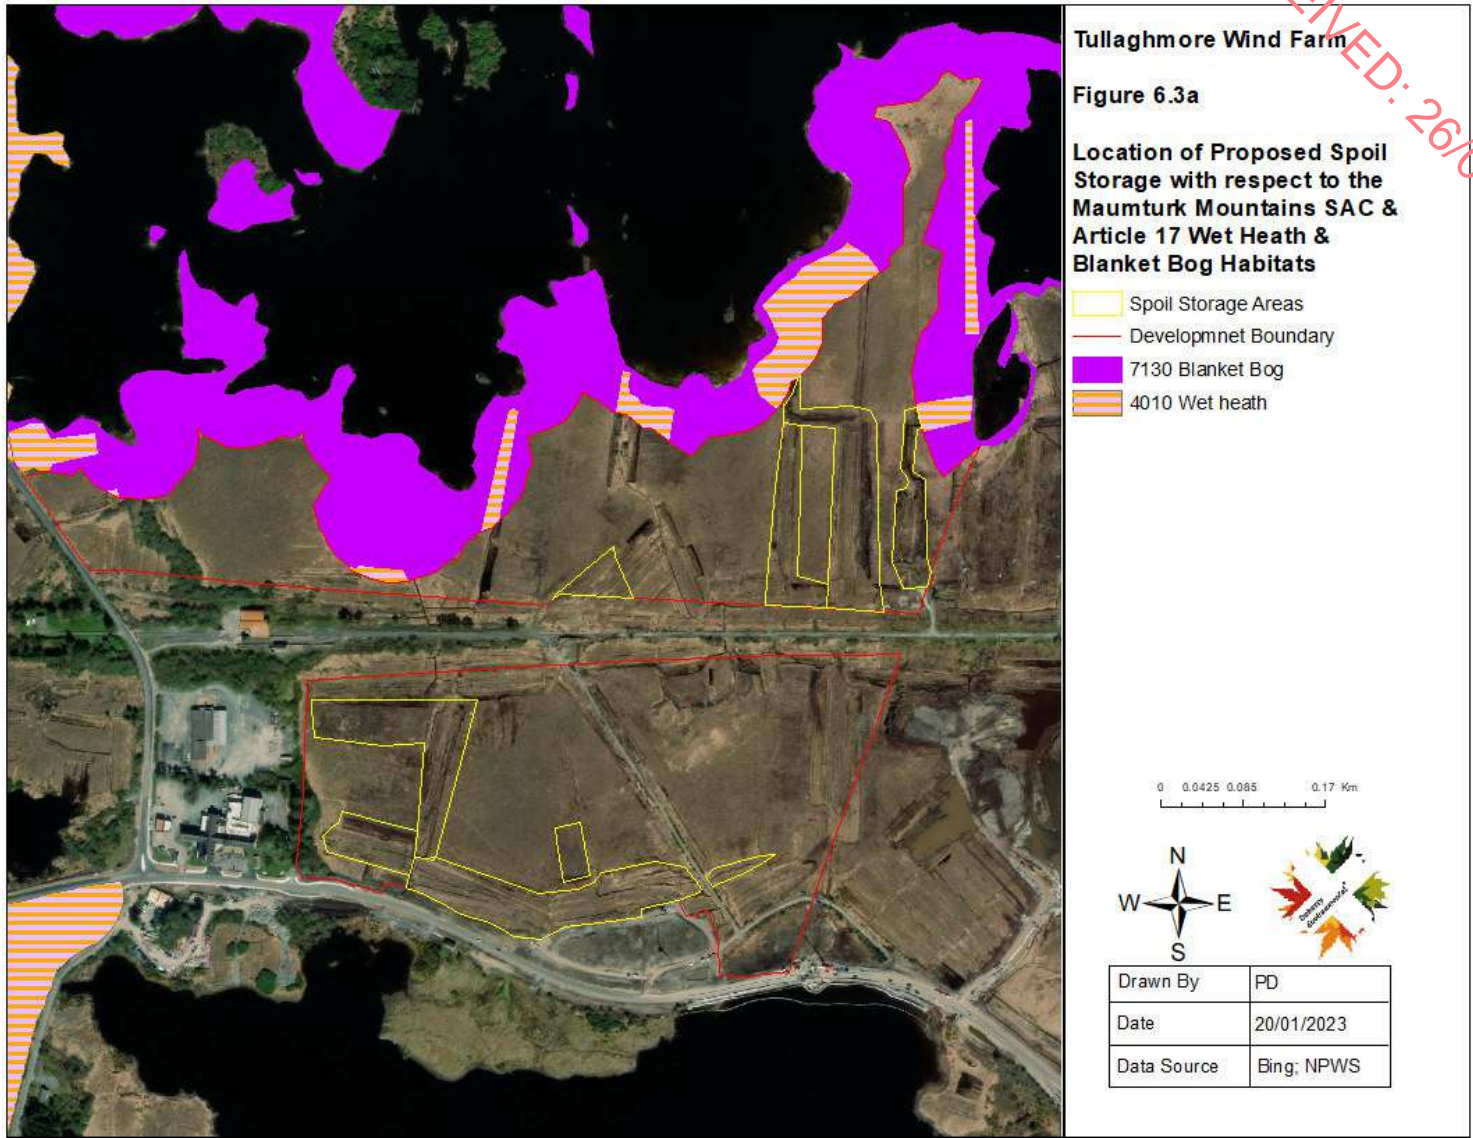 Tullaghmore Wind Farm
Figure 6.3a
Location of Proposed Spoil
Storage with respect to the
Maumturk Mountains SAC &
Article 17 Wet Heath &
Blanket Bog Habitats
Spoil Storage Areas
Developmnet Boundary
7130 Blanket Bog
4010 Wet heath
0 0.0425 0.085 0.17 Km
N
W E
S
Drawn By PD
Date 20/01/2023
Data Source Bing; NPWS